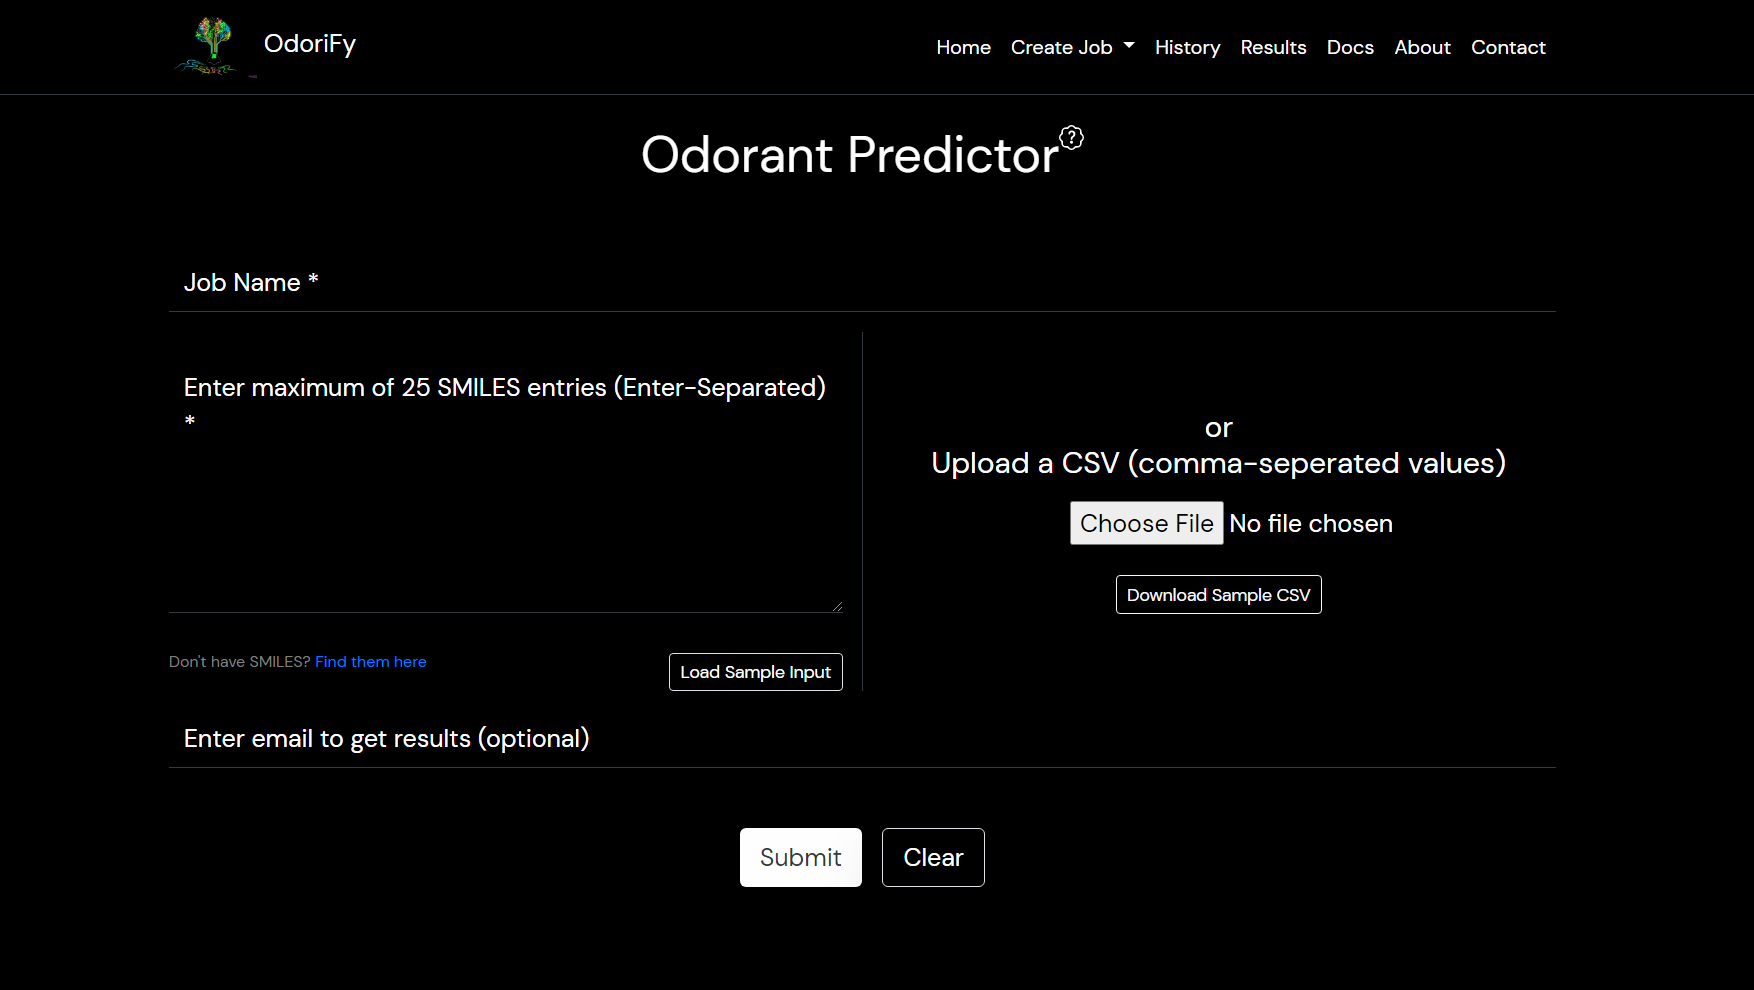 OdoriFy
Home Create Job History Results Docs About Contact
Odorant Predictor?
Job Name *
Enter maximum of 25 SMILES entries (Enter-Separated)
*
or
Upload a CSV (comma-seperated values)
Choose File No file chosen
Download Sample CSV
Don't have SMILES? Find them here
Load Sample Input
Enter email to get results (optional)
Submit Clear